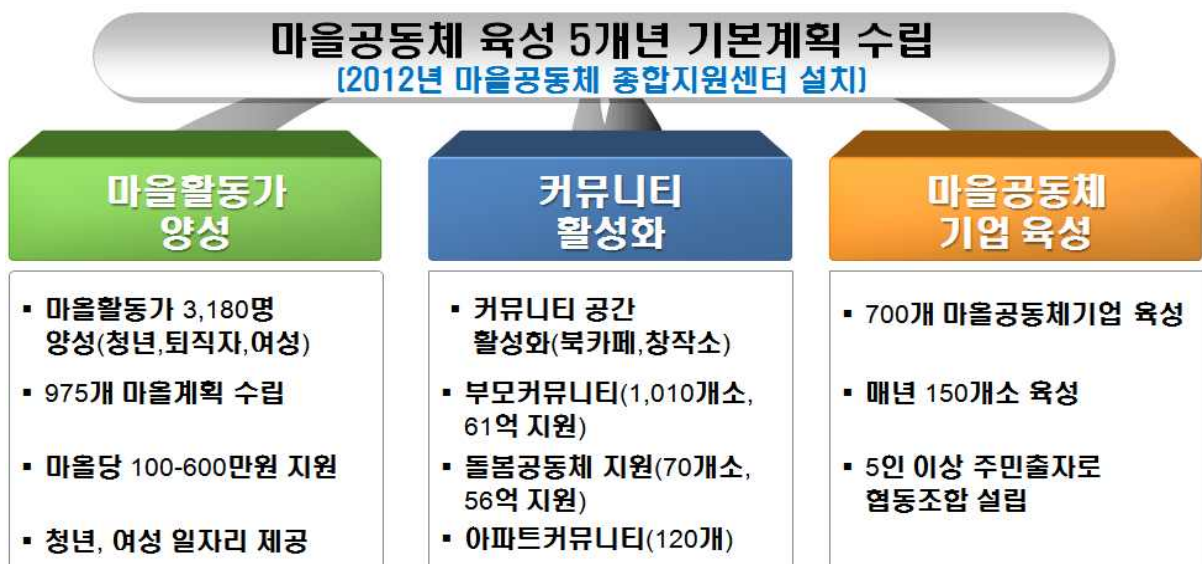 마을공동체 육성 5개년 기본계획 수립
(2012년 마을공동체 종합지원센터 설치)
마을활동가
양성
▪ 마을활동가 3,180명
양성(청년,퇴직자,여성)
▪ 975개 마을계획 수립
▪ 마을당 100-600만원 지원
▪ 청년, 여성 일자리 제공
커뮤니티
활성화
▪ 커뮤니티 공간
활성화(북카페,창작소)
▪ 부모커뮤니티(1,010개소,
61억 지원)
▪ 돌봄공동체 지원(70개소,
56억 지원)
▪ 아파트커뮤니티(120개)
마을공동체
기업 육성
▪ 700개 마을공동체기업 육성
▪ 매년 150개소 육성
▪ 5인 이상 주민출자로
협동조합 설립